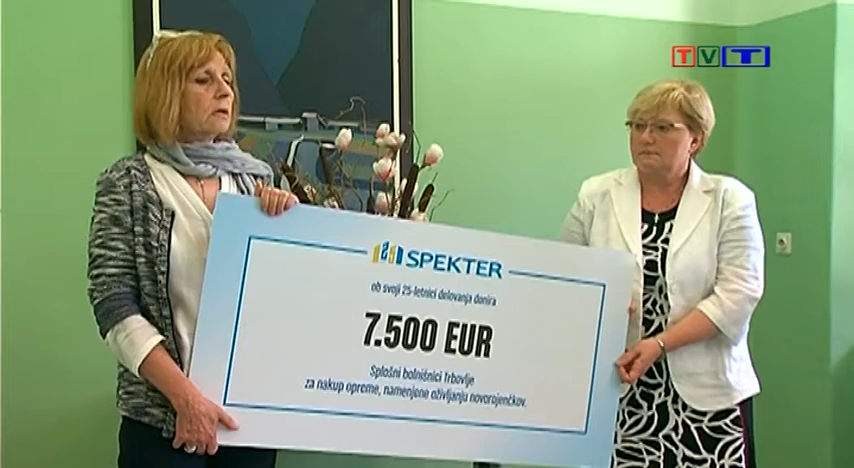 TVT
SPEKTER
ob svoji 25-letnici delovanja donira
7.500 EUR
Splošni bolnišnici Trbovlje
za nakup opreme, namenjene oživljanju novorojenčkov.